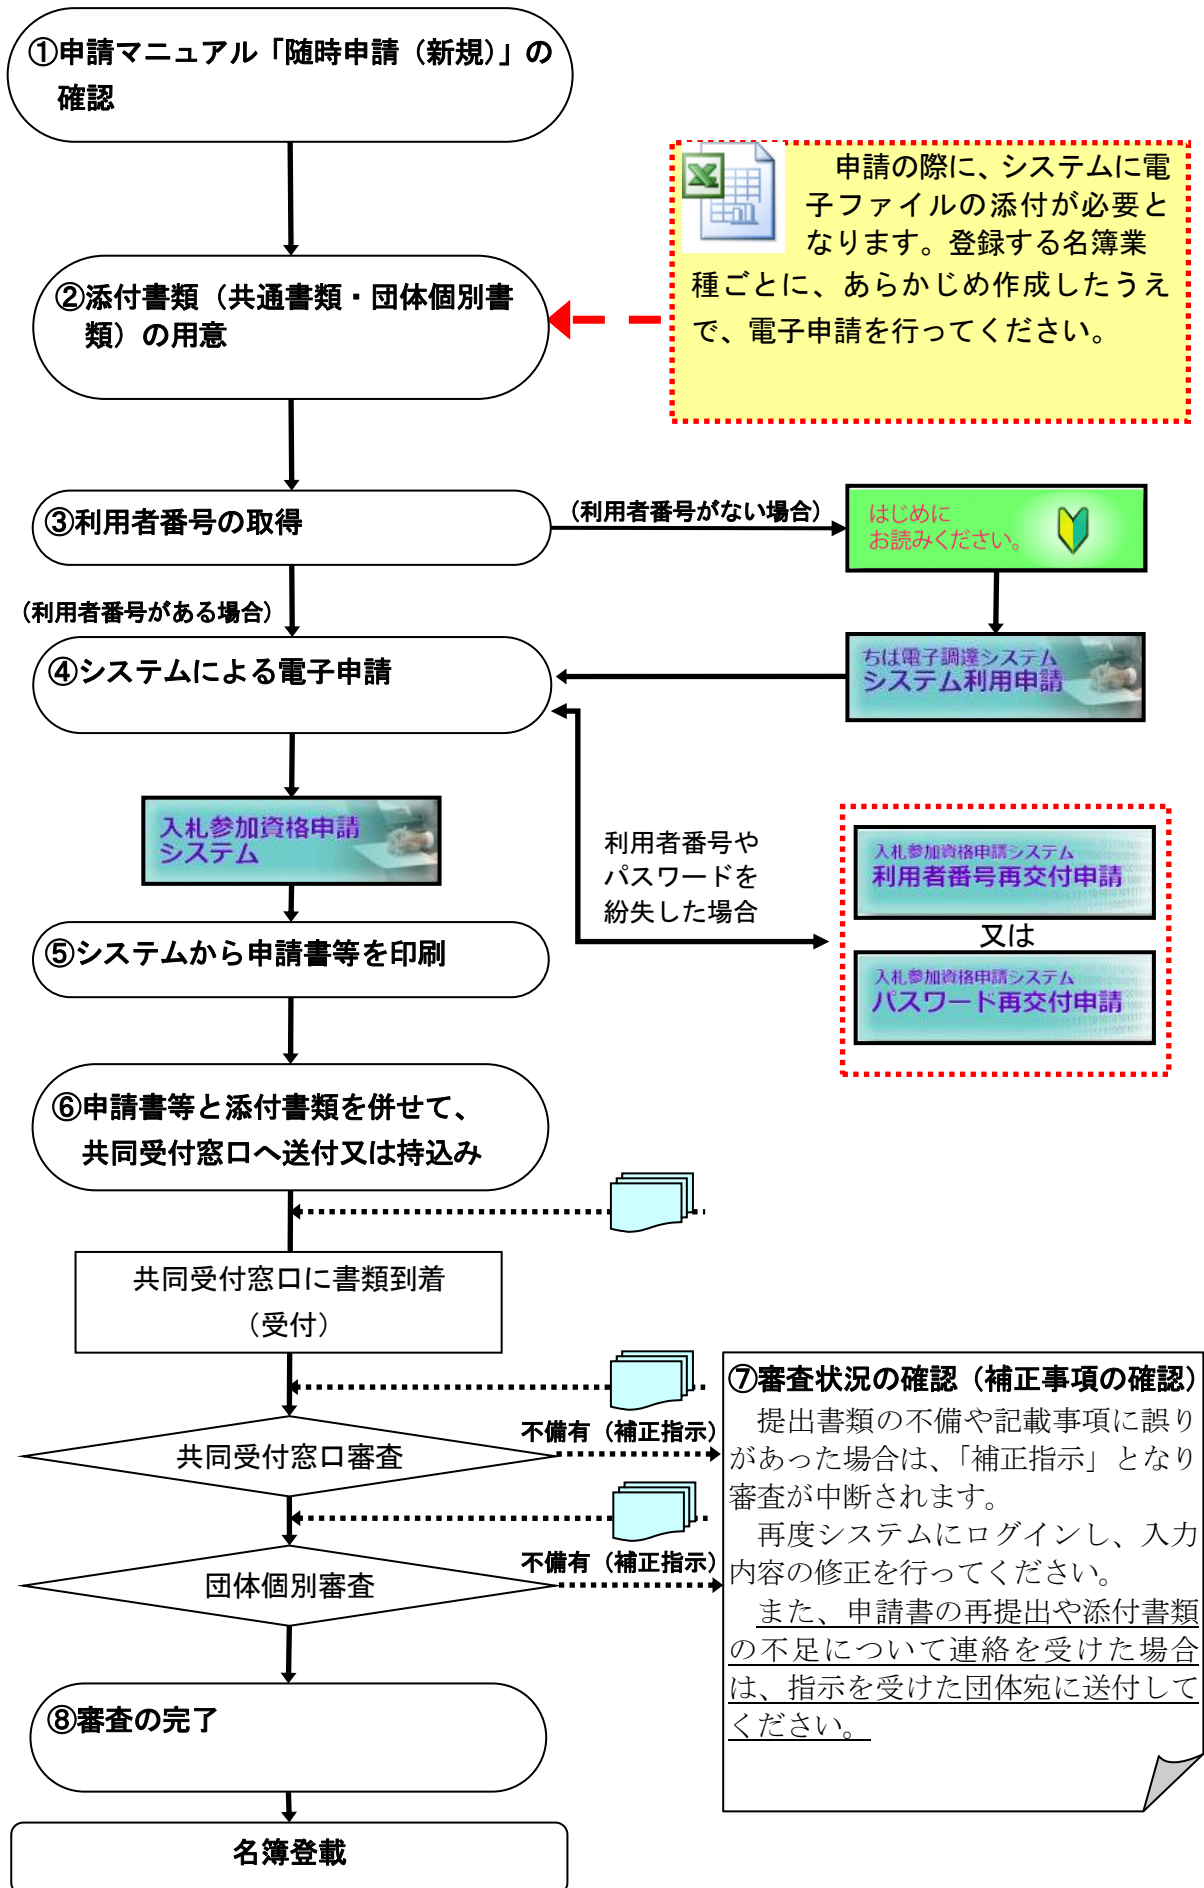 ①申請マニュアル「随時申請（新規）」の
確認
申請の際に、システムに電
子ファイルの添付が必要と
なります。登録する名簿業
種ごとに、あらかじめ作成したうえ
で、電子申請を行ってください。
②添付書類（共通書類・団体個別書
類）の用意
③利用者番号の取得
（利用者番号がない場合）
はじめに
お読みください。
（利用者番号がある場合）
④システムによる電子申請
ちば電子調達システム
システム利用申請
入札参加資格申請
システム
利用者番号や
パスワードを
紛失した場合
入札参加資格申請システム
利用者番号再交付申請
又は
入札参加資格申請システム
パスワード再交付申請
⑤システムから申請書等を印刷
⑥申請書等と添付書類を併せて、
共同受付窓口へ送付又は持込み
共同受付窓口に書類到着
（受付）
共同受付窓口審査
不備有（補正指示）
団体個別審査
不備有（補正指示）
⑦審査状況の確認（補正事項の確認）
提出書類の不備や記載事項に誤り
があった場合は、「補正指示」となり
審査が中断されます。
再度システムにログインし、入力
内容の修正を行ってください。
また、申請書の再提出や添付書類
の不足について連絡を受けた場合
は、指示を受けた団体宛に送付して
ください。
⑧審査の完了
名簿登載